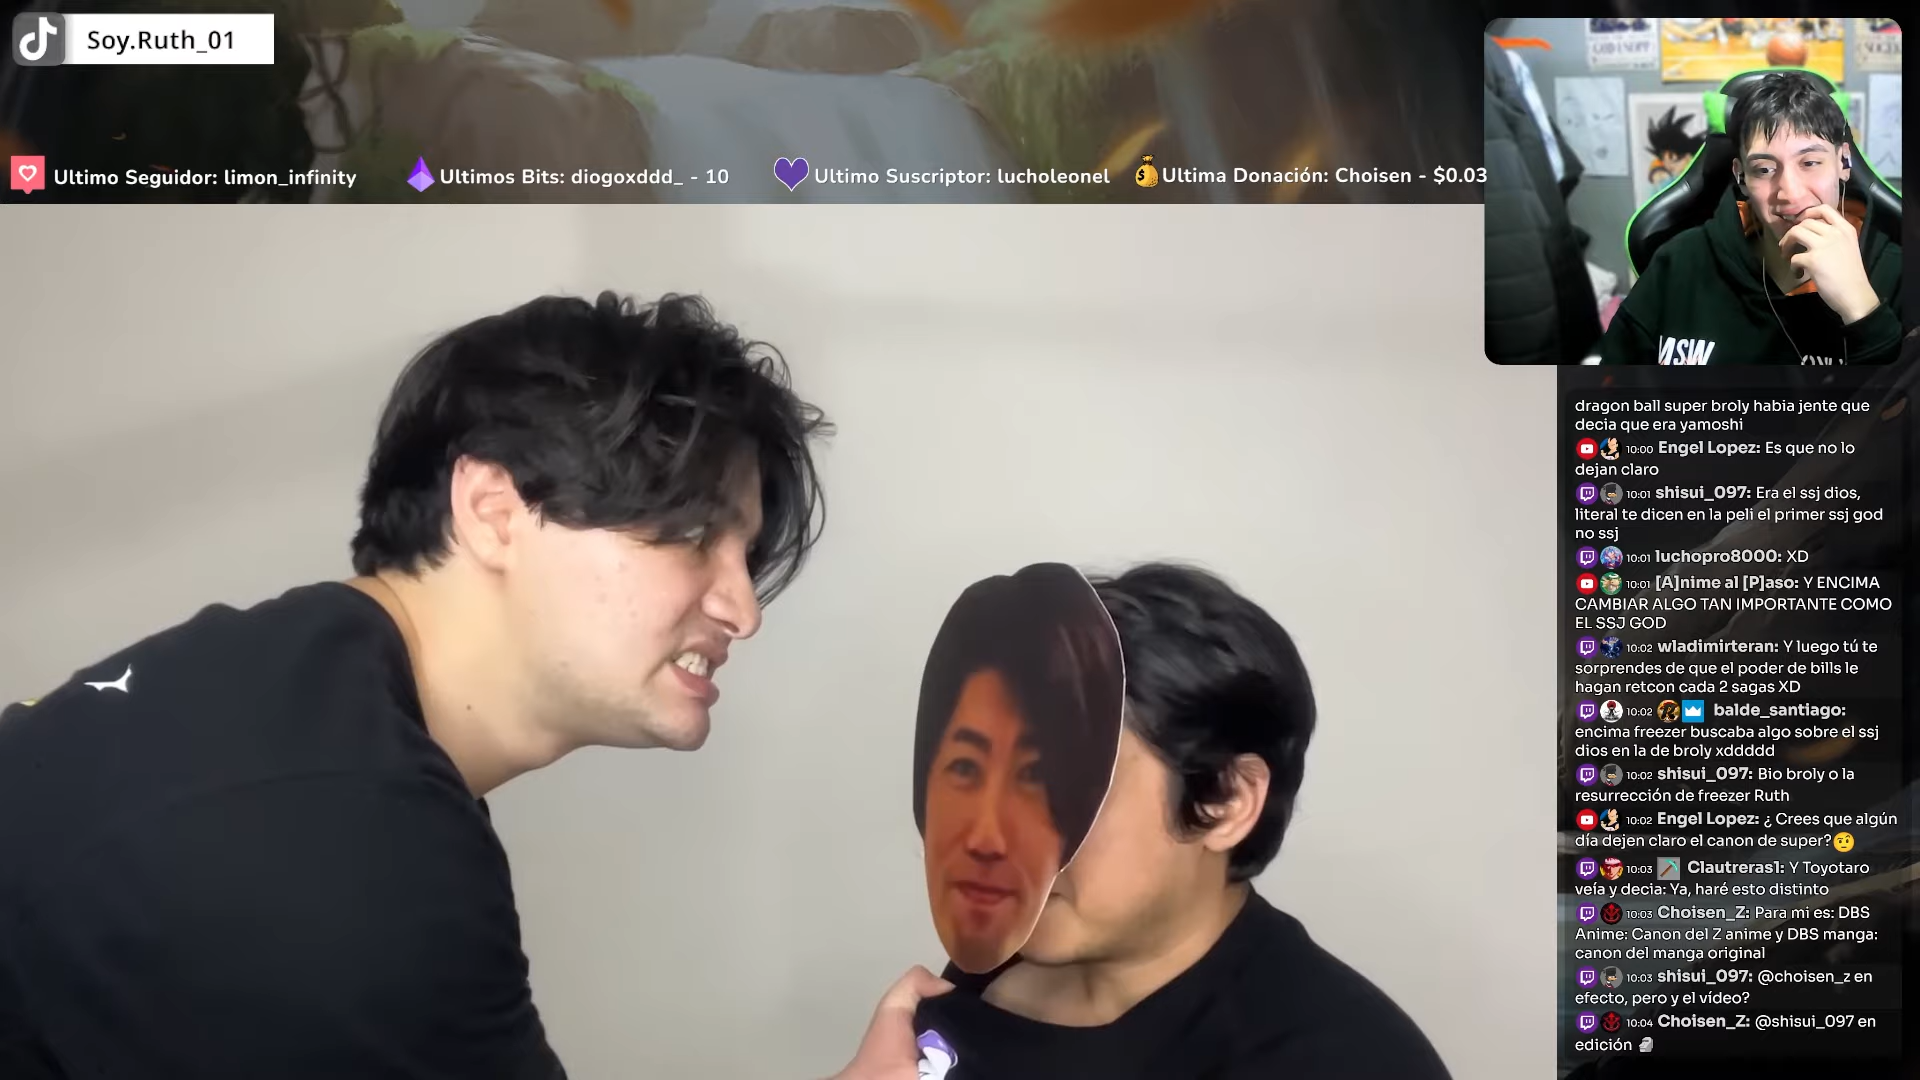 Soy.Ruth_01
Ultimo Seguidor: limon_infinity
Ultimos Bits: diogoxddd_ - 10
Ultimo Suscriptor: lucholeonel
Ultima Donación: Choisen - $0.03
dragon ball super broly habia jente que
decia que era yamoshi
10:00 Engel Lopez: Es que no lo
dejan claro
10:01 shisui_097: Era el ssj dios,
literal te dicen en la peli el primer ssj god
no ssj
10:01 luchopro8000: XD
10:01 [A]nime al [P]aso: Y ENCIMA
CAMBIAR ALGO TAN IMPORTANTE COMO
EL SSJ GOD
10:02 wladimirteran: Y luego tú te
sorprendes de que el poder de bills le
hagan retcon cada 2 sagas XD
10:02 balde_santiago:
encima freezer buscaba algo sobre el ssj
dios en la de broly xddddd
10:02 shisui_097: Bio broly o la
resurrección de freezer Ruth
10:02 Engel Lopez: ¿ Crees que algún
día dejen claro el canon de super?🤨
10:03 Clautreras1: Y Toyotaro
veía y decia: Ya, haré esto distinto
10:03 Choisen_Z: Para mi es: DBS
Anime: Canon del Z anime y DBS manga:
canon del manga original
10:03 shisui_097: @choisen_z en
efecto, pero y el vídeo?
10:04 Choisen_Z: @shisui_097 en
edición 🗿